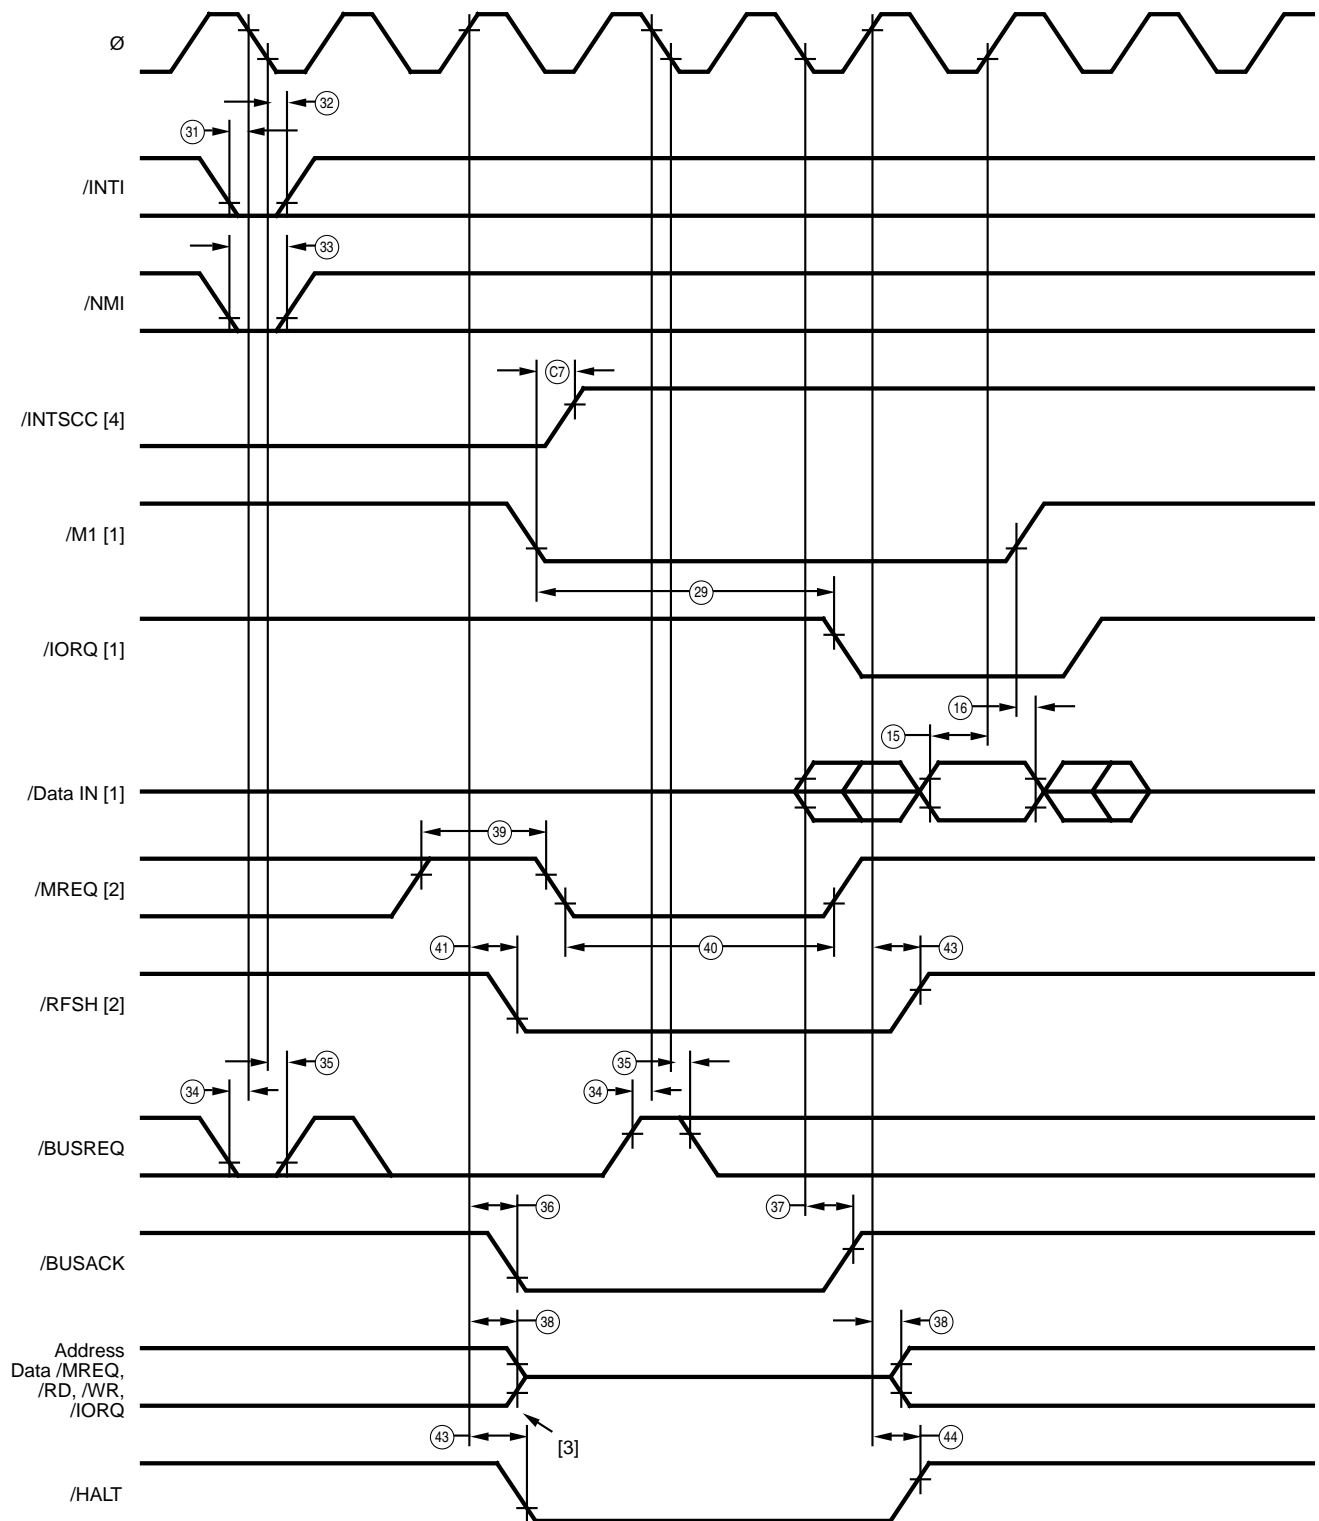 Ø
32
31
/INTI
33
/NMI
C7
/INTSCC [4]
/M1 [1]
29
/IORQ [1]
16
15
/Data IN [1]
39
/MREQ [2]
41
40
43
/RFSH [2]
35
35
34
34
/BUSREQ
36
37
/BUSACK
38
38
Address
Data /MREQ,
/RD, /WR,
/IORQ
43
[3]
44
/HALT